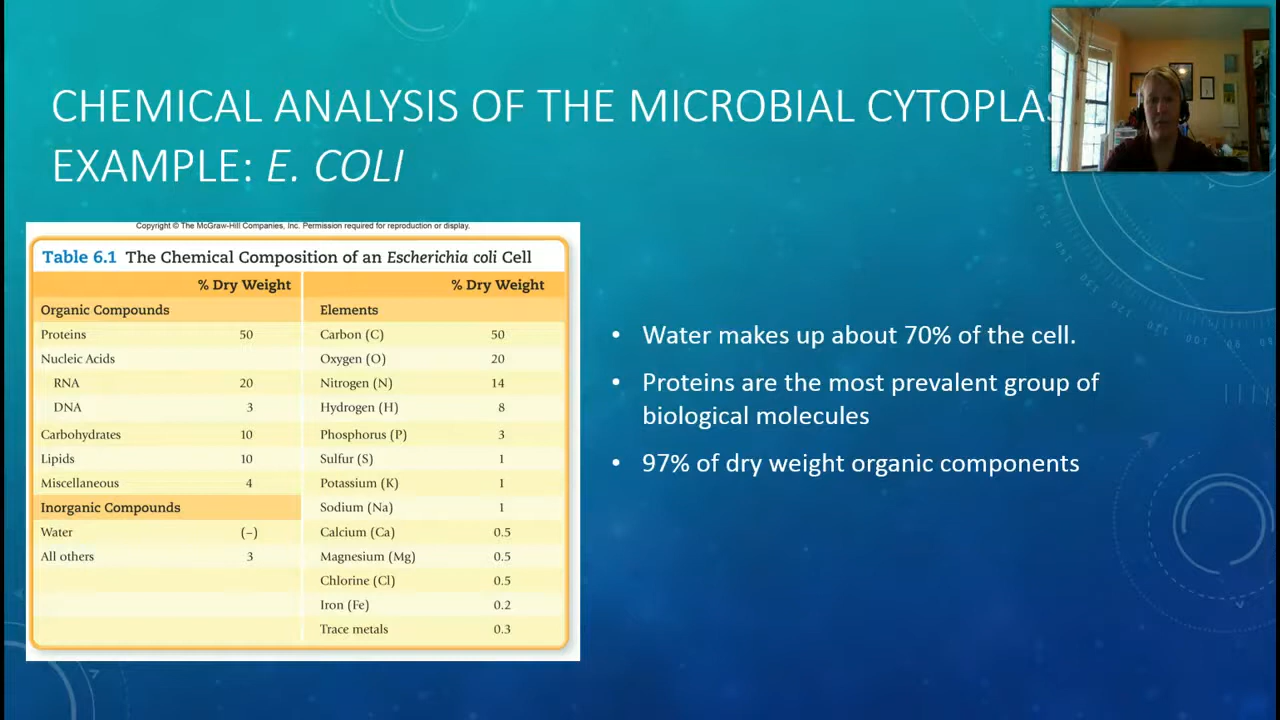 CHEMICAL ANALYSIS OF THE MICROBIAL CYTOPLAS
EXAMPLE: E. COLI
Copyright © The McGraw-Hill Companies, Inc. Permission required for reproduction or display.
Table 6.1 The Chemical Composition of an Escherichia coli Cell
% Dry Weight
Organic Compounds
Proteins 50
Nucleic Acids
RNA 20
DNA 3
Carbohydrates 10
Lipids 10
Miscellaneous 4
Inorganic Compounds
Water (–)
All others 3
% Dry Weight
Elements
Carbon (C) 50
Oxygen (O) 20
Nitrogen (N) 14
Hydrogen (H) 8
Phosphorus (P) 3
Sulfur (S) 1
Potassium (K) 1
Sodium (Na) 1
Calcium (Ca) 0.5
Magnesium (Mg) 0.5
Chlorine (Cl) 0.5
Iron (Fe) 0.2
Trace metals 0.3
• Water makes up about 70% of the cell.
• Proteins are the most prevalent group of
biological molecules
• 97% of dry weight organic components